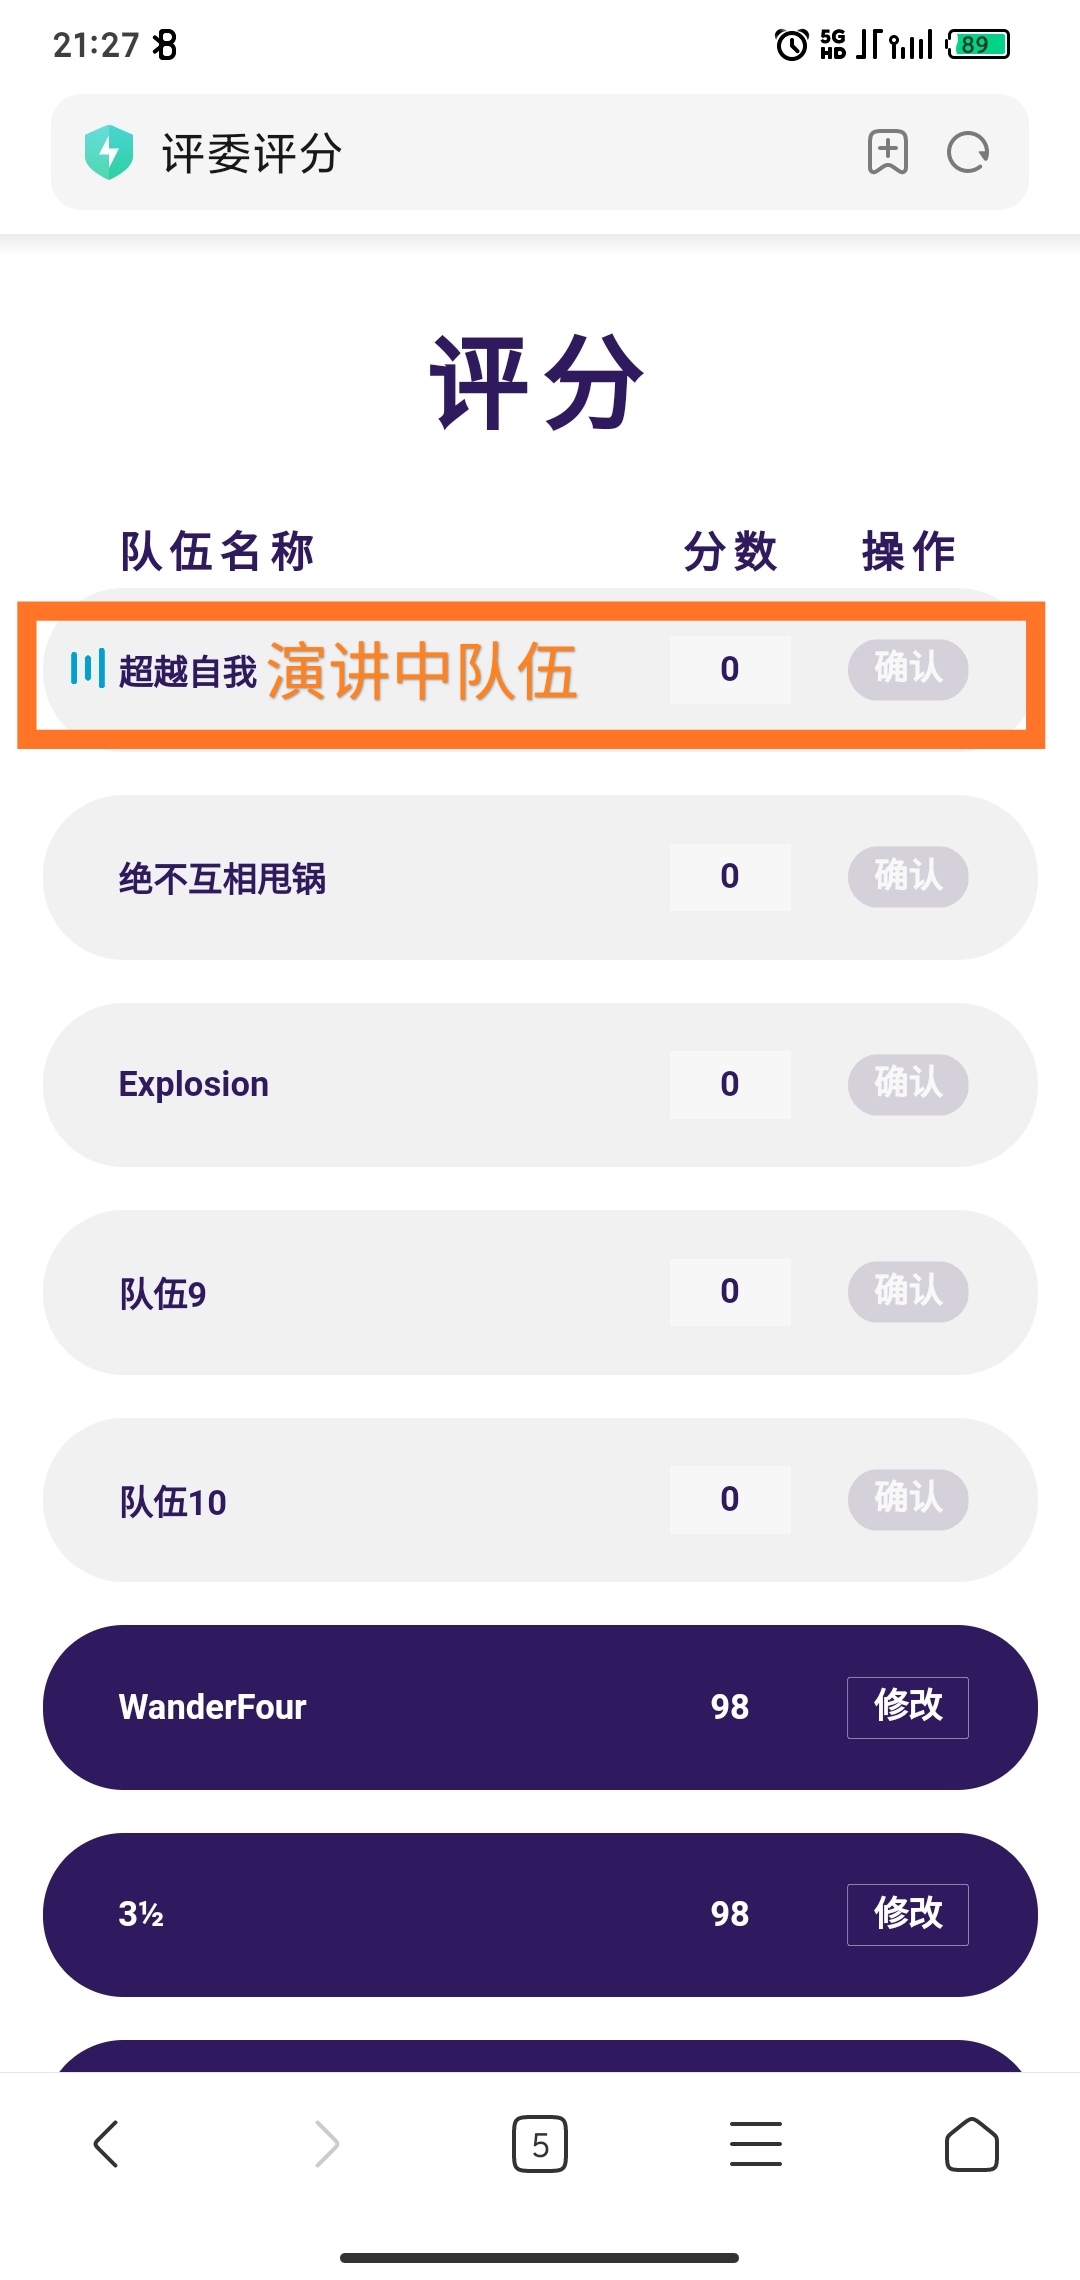 21:27 5G HD 89
评委评分
评分
队伍名称 分数 操作
超越自我 演讲中队伍 0 确认
绝不互相甩锅 0 确认
Explosion 0 确认
队伍9 0 确认
队伍10 0 确认
WanderFour 98 修改
3½ 98 修改
5